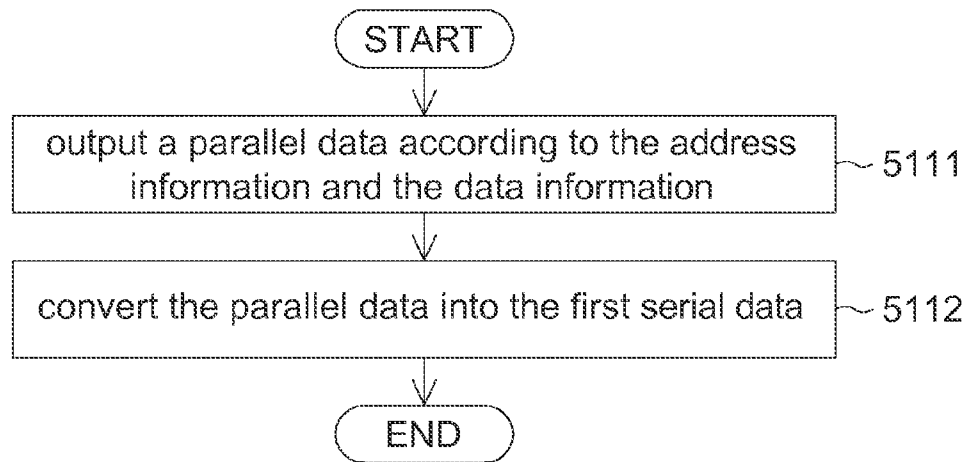 START
output a parallel data according to the address
information and the data information
5111
convert the parallel data into the first serial data
5112
END